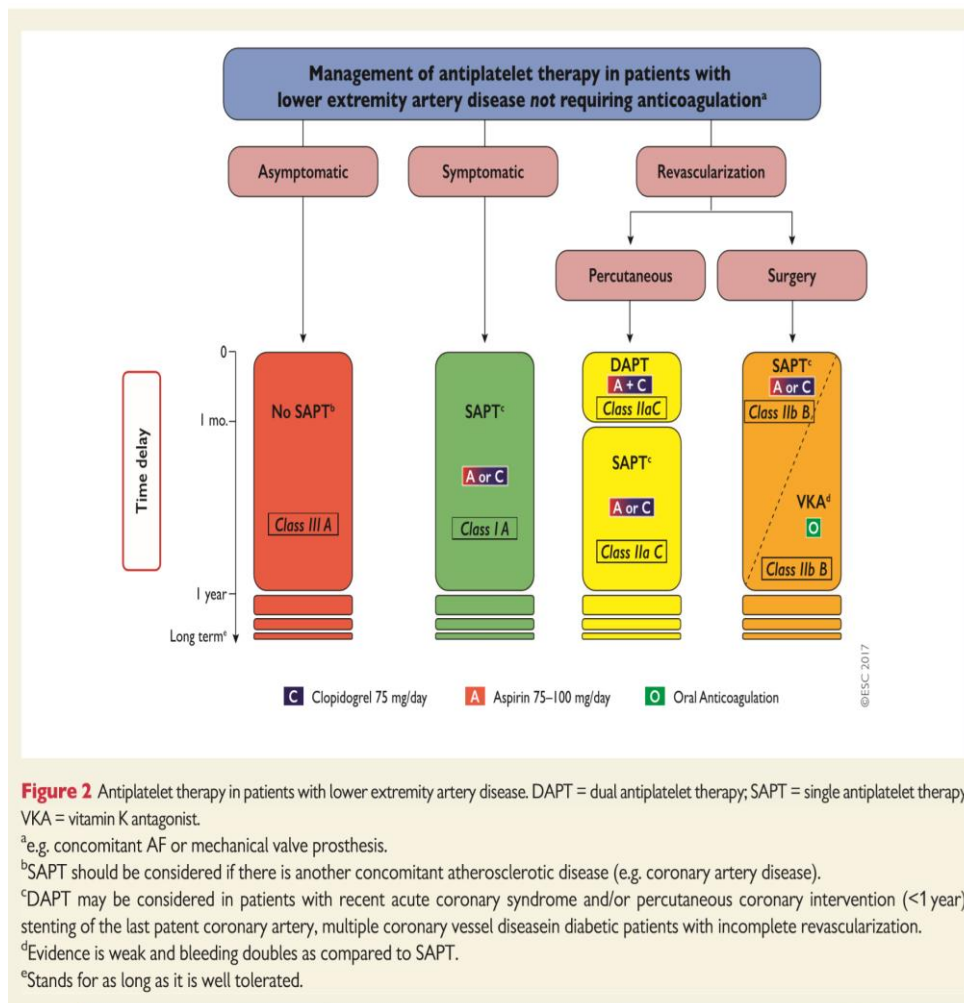 Management of antiplatelet therapy in patients with
lower extremity artery disease not requiring anticoagulationᵃ
Asymptomatic
Symptomatic
Revascularization
Percutaneous
Surgery
Time delay
0
1 mo.
1 year
Long termᵉ
No SAPTᵇ
Class III A
SAPTᶜ
A or C
Class I A
DAPT
A + C
Class IIaC
SAPTᶜ
A or C
Class IIa C
SAPTᶜ
A or C
Class IIb B
VKAᵈ
O
Class IIb B
C Clopidogrel 75 mg/day
A Aspirin 75–100 mg/day
O Oral Anticoagulation
©ESC 2017
Figure 2 Antiplatelet therapy in patients with lower extremity artery disease. DAPT = dual antiplatelet therapy; SAPT = single antiplatelet therapy
VKA = vitamin K antagonist.
ᵃe.g. concomitant AF or mechanical valve prosthesis.
ᵇSAPT should be considered if there is another concomitant atherosclerotic disease (e.g. coronary artery disease).
ᶜDAPT may be considered in patients with recent acute coronary syndrome and/or percutaneous coronary intervention (<1 year)
stenting of the last patent coronary artery, multiple coronary vessel diseasein diabetic patients with incomplete revascularization.
ᵈEvidence is weak and bleeding doubles as compared to SAPT.
ᵉStands for as long as it is well tolerated.